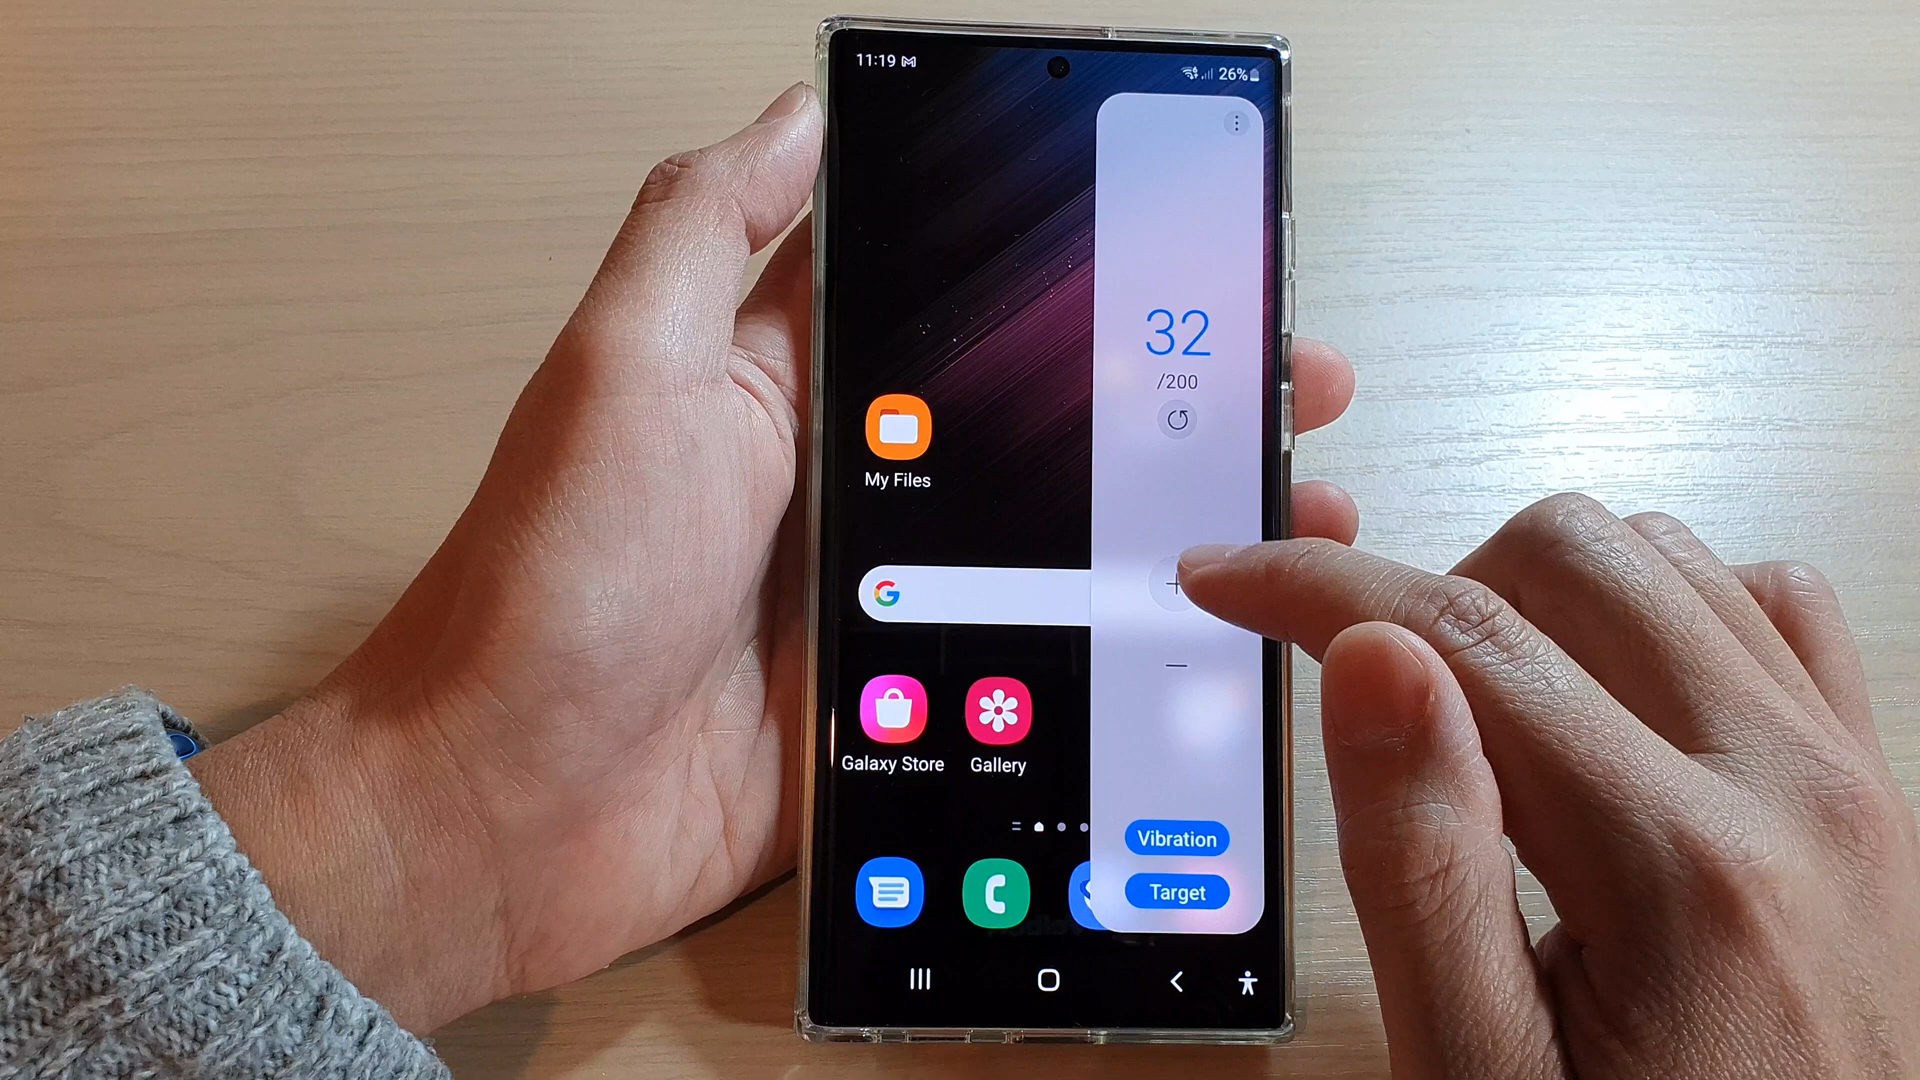 11:19
26%
32
/200
My Files
G
+
−
Galaxy Store
Gallery
Vibration
Target